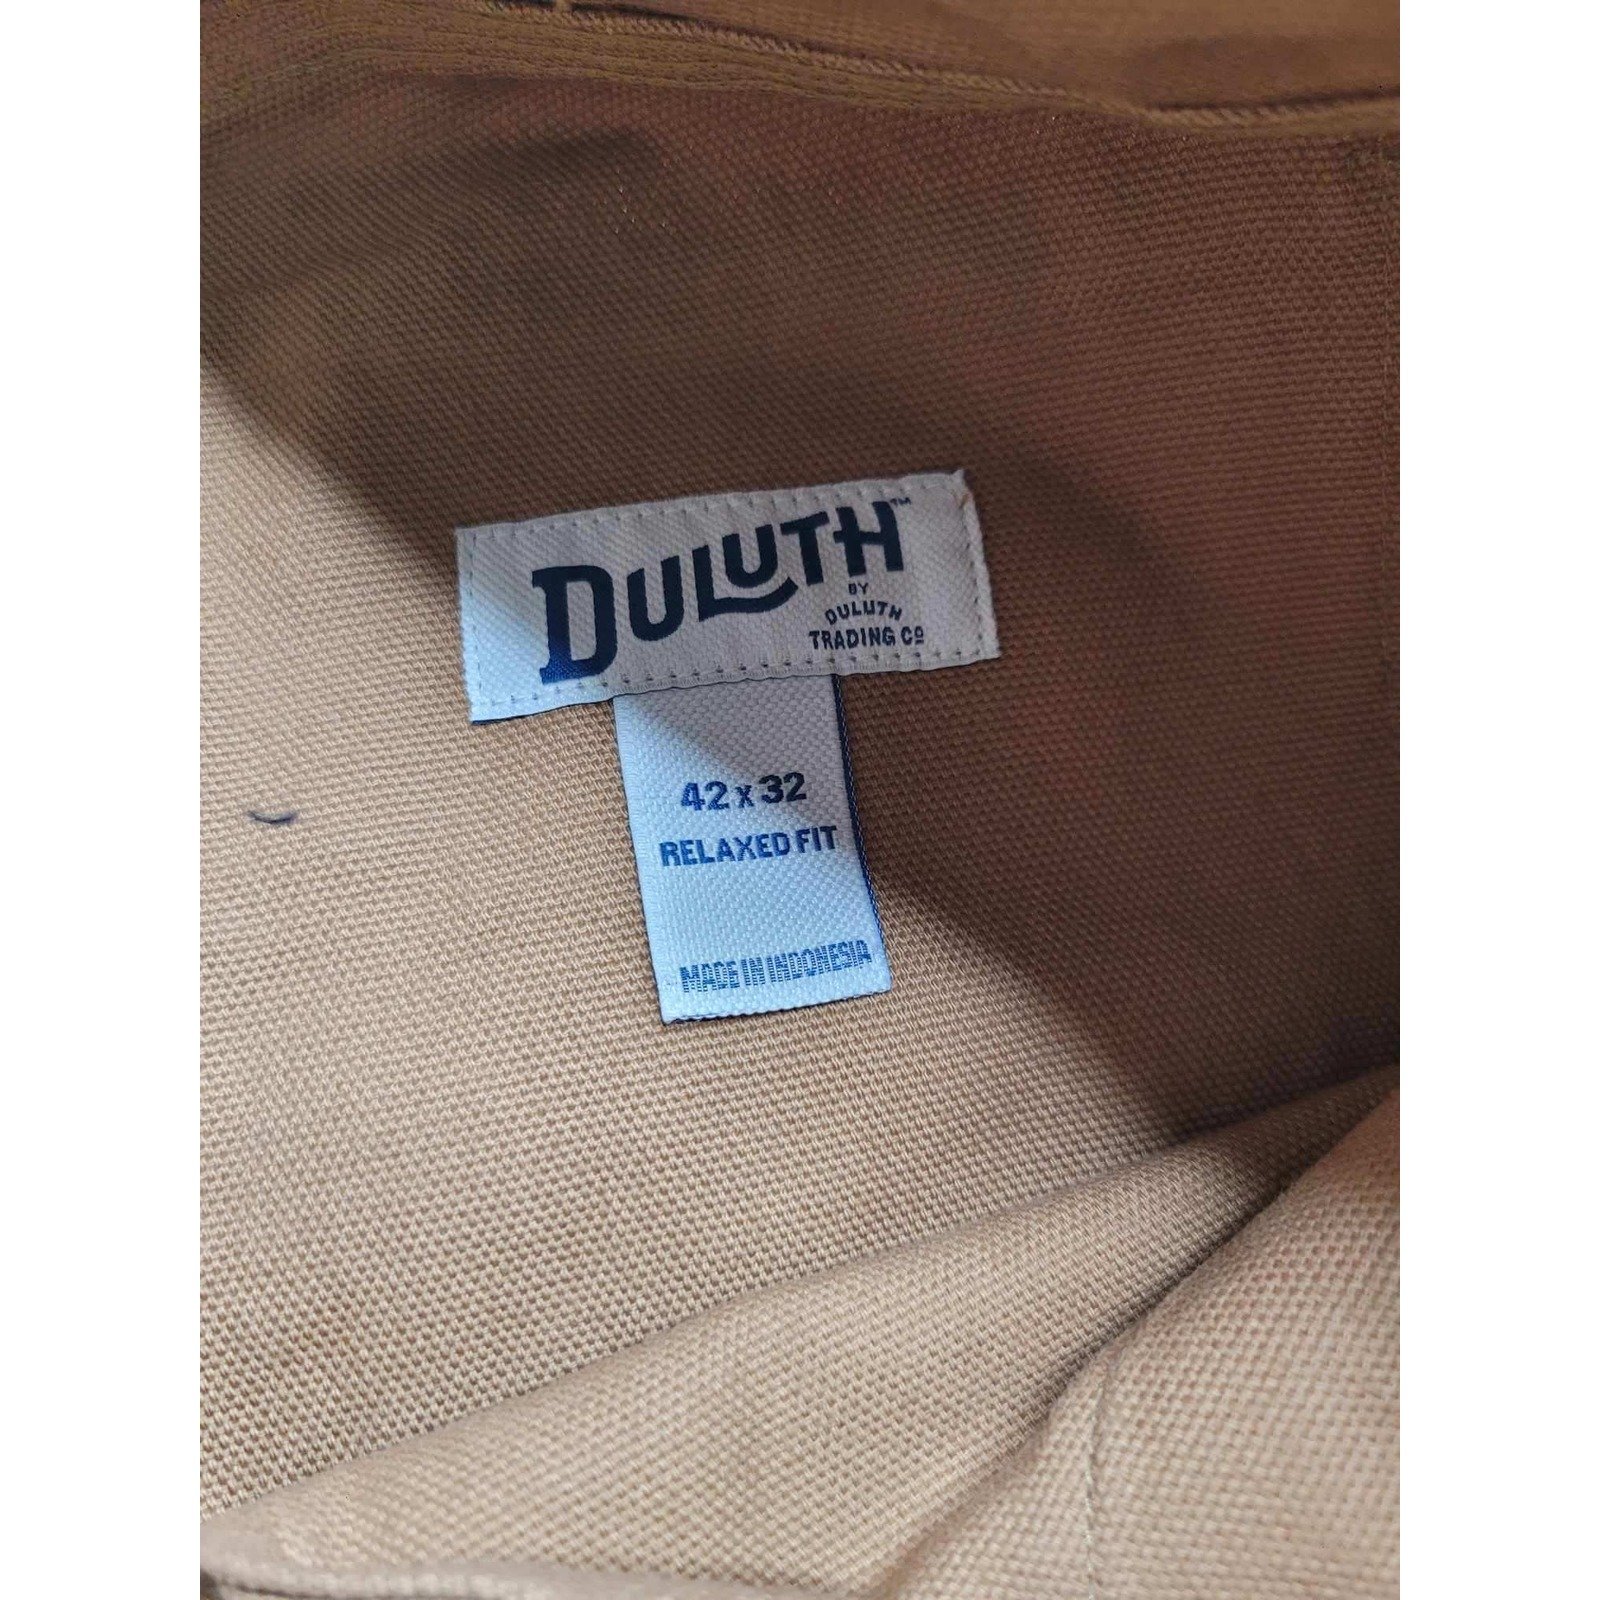 DULUTH™
BY
DULUTH
TRADING Cº
42 x 32
RELAXED FIT
MADE IN INDONESIA